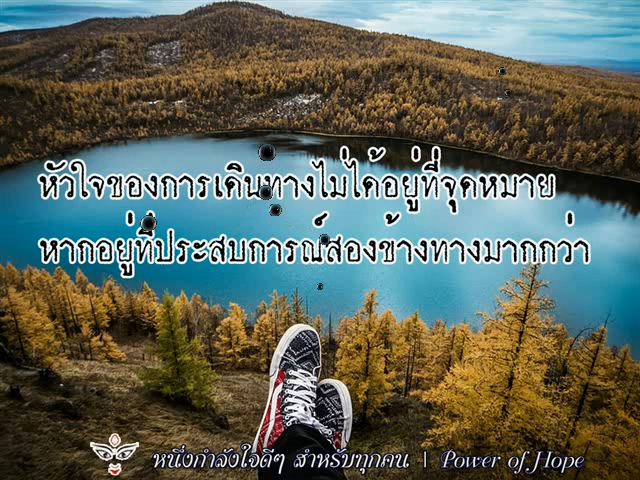 หัวใจของการเดินทางไม่ได้อยู่ที่จุดหมาย
หากอยู่ที่ประสบการณ์สองข้างทางมากกว่า
หนึ่งกำลังใจดีๆ สำหรับทุกคน | Power of Hope